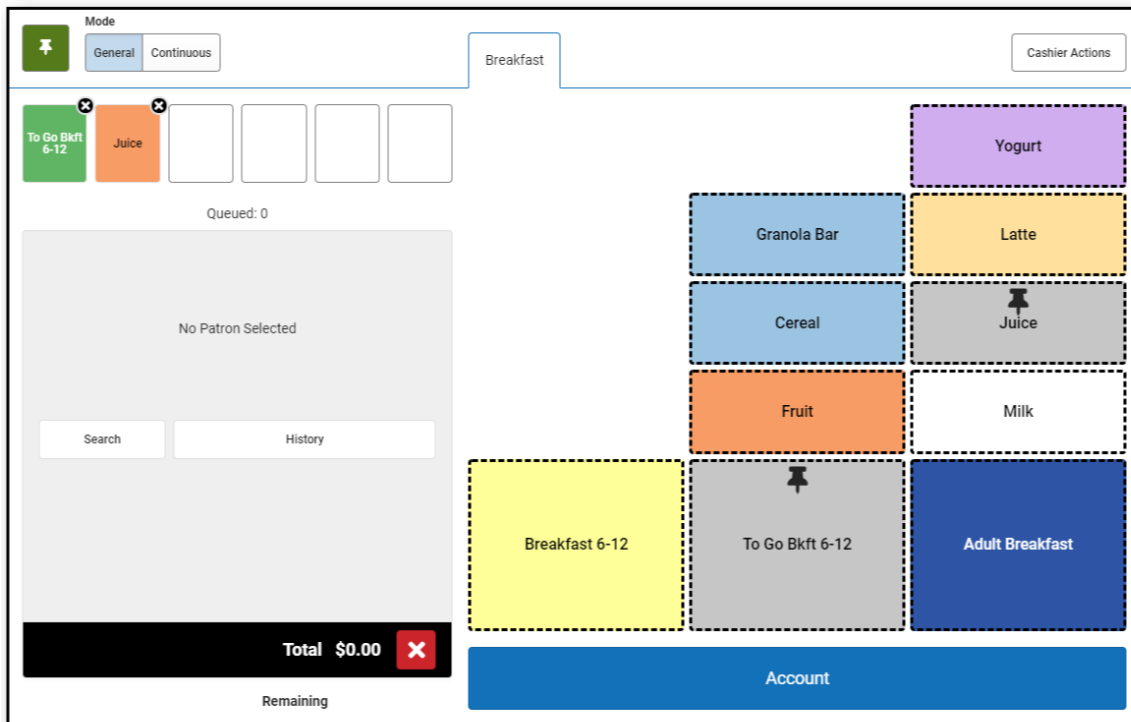 Mode
General Continuous
Breakfast
Cashier Actions
To Go Bkft
6-12
Juice
Queued: 0
No Patron Selected
Search
History
Total $0.00
Remaining
Yogurt
Granola Bar
Latte
Cereal
Juice
Fruit
Milk
Breakfast 6-12
To Go Bkft 6-12
Adult Breakfast
Account